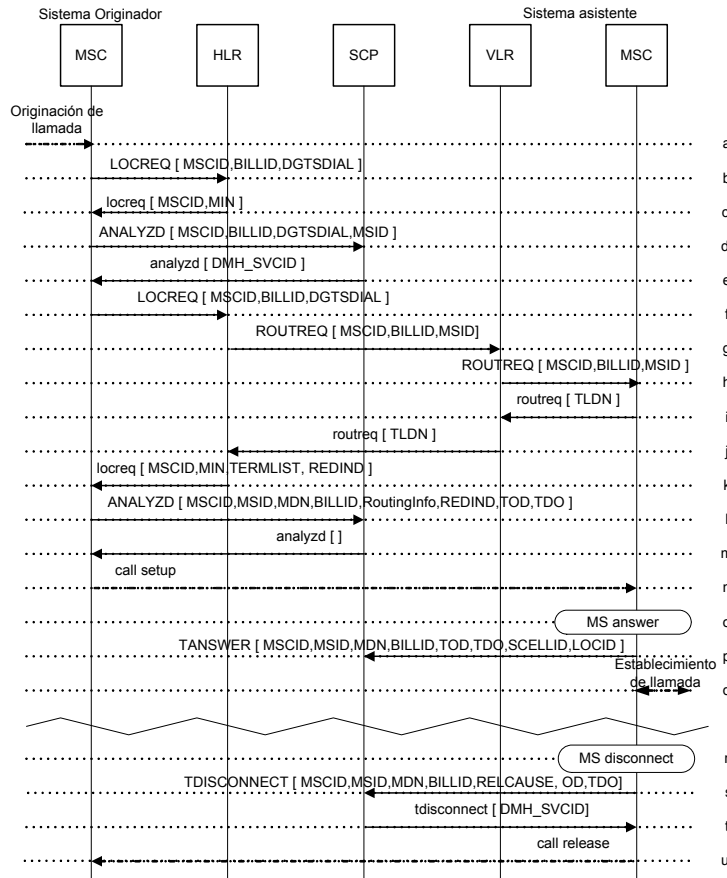 Sistema Originador
Sistema asistente
MSC
HLR
SCP
VLR
MSC
Originación de
llamada
a
LOCREQ [ MSCID,BILLID,DGTSDIAL ]
b
locreq [ MSCID,MIN ]
c
ANALYZD [ MSCID,BILLID,DGTSDIAL,MSID ]
d
analyzd [ DMH_SVCID ]
e
LOCREQ [ MSCID,BILLID,DGTSDIAL ]
f
ROUTREQ [ MSCID,BILLID,MSID]
g
ROUTREQ [ MSCID,BILLID,MSID ]
h
routreq [ TLDN ]
i
routreq [ TLDN ]
j
locreq [ MSCID,MIN,TERMLIST, REDIND ]
k
ANALYZD [ MSCID,MSID,MDN,BILLID,RoutingInfo,REDIND,TOD,TDO ]
l
analyzd [ ]
m
call setup
n
MS answer
o
TANSWER [ MSCID,MSID,MDN,BILLID,TOD,TDO,SCELLID,LOCID ]
p
Establecimiento
de llamada
q
MS disconnect
r
TDISCONNECT [ MSCID,MSID,MDN,BILLID,RELCAUSE, OD,TDO]
s
tdisconnect [ DMH_SVCID]
t
call release
u